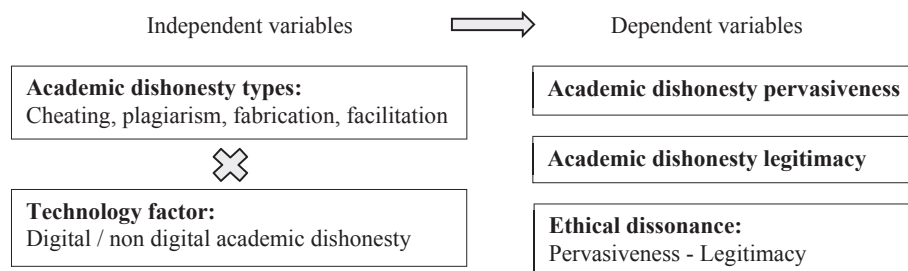 Independent variables
Dependent variables
Academic dishonesty types:
Cheating, plagiarism, fabrication, facilitation
Technology factor:
Digital / non digital academic dishonesty
Academic dishonesty pervasiveness
Academic dishonesty legitimacy
Ethical dissonance:
Pervasiveness - Legitimacy